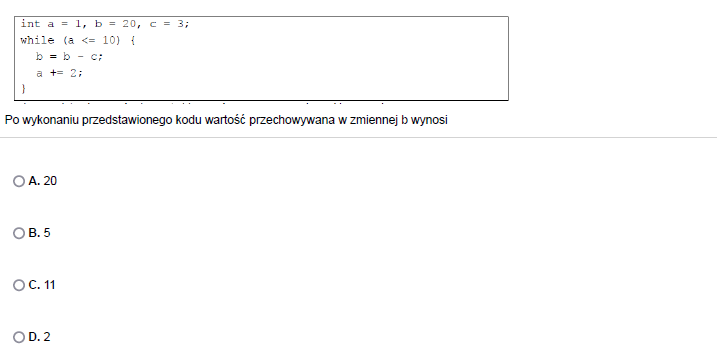 int a = 1, b = 20, c = 3;
while (a <= 10) {
b = b - c;
a += 2;
}
Po wykonaniu przedstawionego kodu wartość przechowywana w zmiennej b wynosi
A. 20
B. 5
C. 11
D. 2